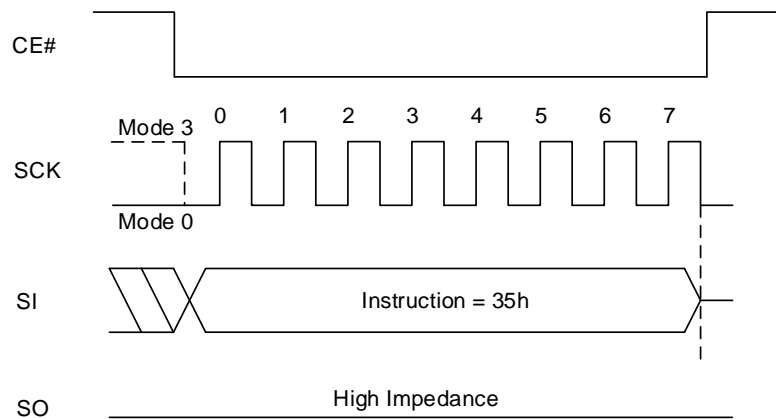 CE#
0 1 2 3 4 5 6 7
Mode 3
SCK
Mode 0
SI
Instruction = 35h
High Impedance
SO